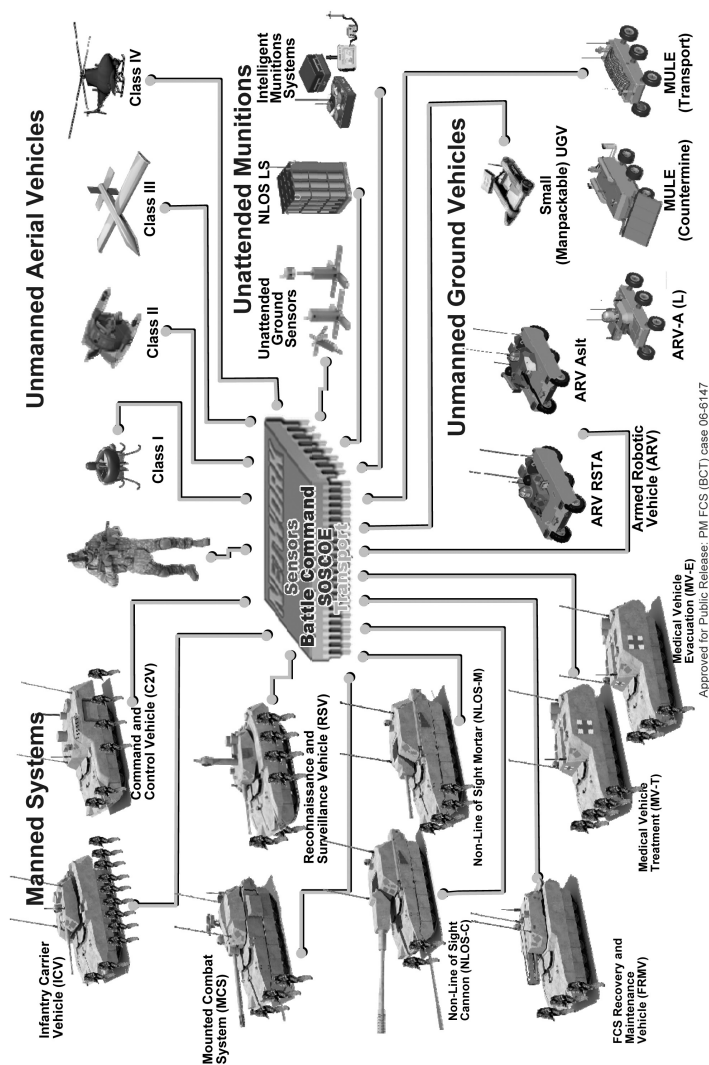 Manned Systems
Infantry Carrier
Vehicle (ICV)
Command and
Control Vehicle (C2V)
Mounted Combat
System (MCS)
Reconnaissance and
Surveillance Vehicle (RSV)
Non-Line of Sight
Cannon (NLOS-C)
Non-Line of Sight Mortar (NLOS-M)
FCS Recovery and
Maintenance
Vehicle (FRMV)
Medical Vehicle
Treatment (MV-T)
Medical Vehicle
Evacuation (MV-E)
NETWORK
Sensors
Battle Command
SOSCOE
Transport
Unmanned Aerial Vehicles
Class I
Class II
Class III
Class IV
Unattended Munitions
Unattended
Ground
Sensors
NLOS LS
Intelligent
Munitions
Systems
Unmanned Ground Vehicles
Small
(Manpackable) UGV
ARV RSTA
ARV Aslt
Armed Robotic
Vehicle (ARV)
ARV-A (L)
MULE
(Countermine)
MULE
(Transport)
Approved for Public Release: PM FCS (BCT) case 06-6147